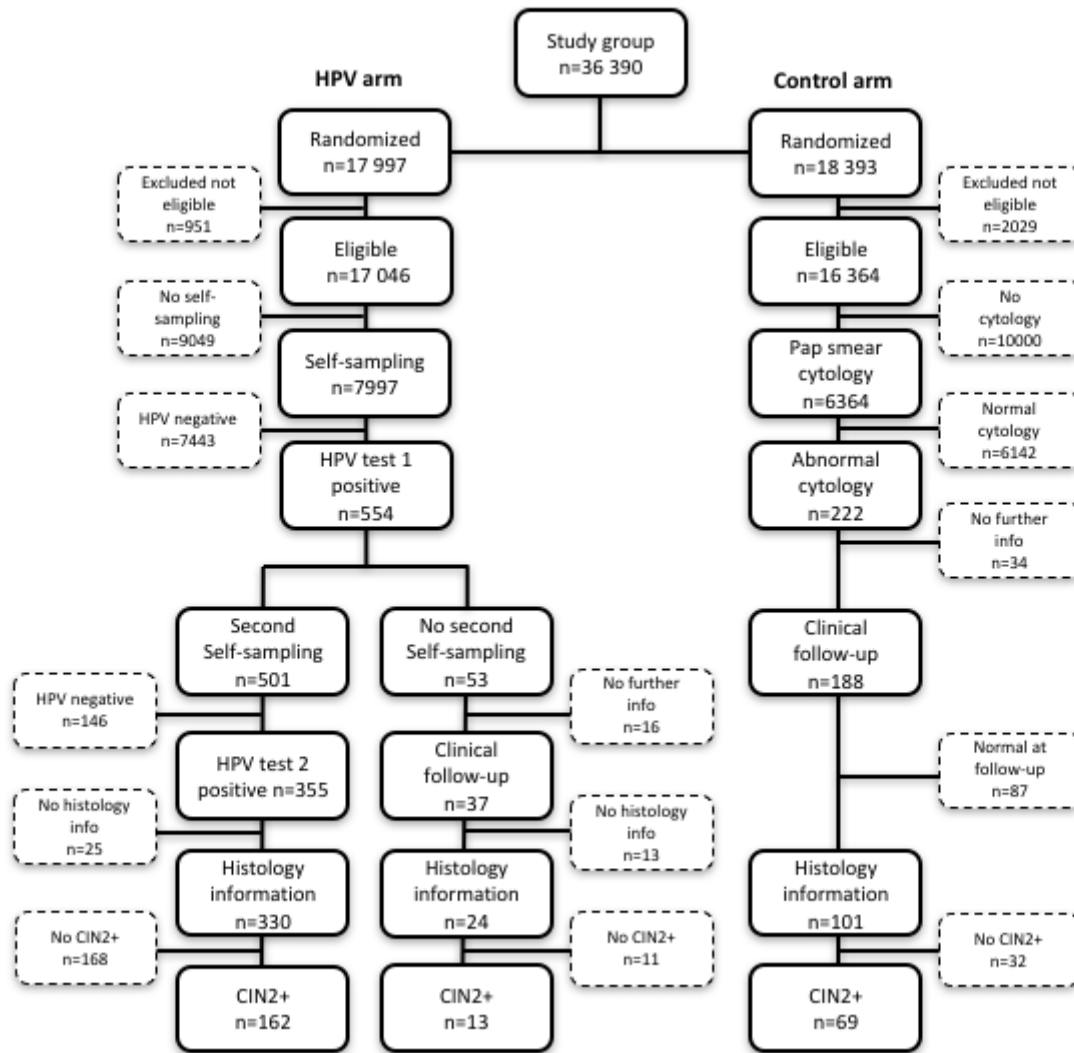 Study group
n=36 390
HPV arm
Control arm
Randomized
n=17 997
Randomized
n=18 393
Excluded not
eligible
n=951
Excluded not
eligible
n=2029
Eligible
n=17 046
Eligible
n=16 364
No self-
sampling
n=9049
No
cytology
n=10000
Self-sampling
n=7997
Pap smear
cytology
n=6364
HPV negative
n=7443
Normal
cytology
n=6142
HPV test 1
positive
n=554
Abnormal
cytology
n=222
No further
info
n=34
Second
Self-sampling
n=501
No second
Self-sampling
n=53
Clinical
follow-up
n=188
HPV negative
n=146
No further
info
n=16
HPV test 2
positive n=355
Clinical
follow-up
n=37
Normal at
follow-up
n=87
No histology
info
n=25
No histology
info
n=13
Histology
information
n=330
Histology
information
n=24
Histology
information
n=101
No CIN2+
n=168
No CIN2+
n=11
No CIN2+
n=32
CIN2+
n=162
CIN2+
n=13
CIN2+
n=69